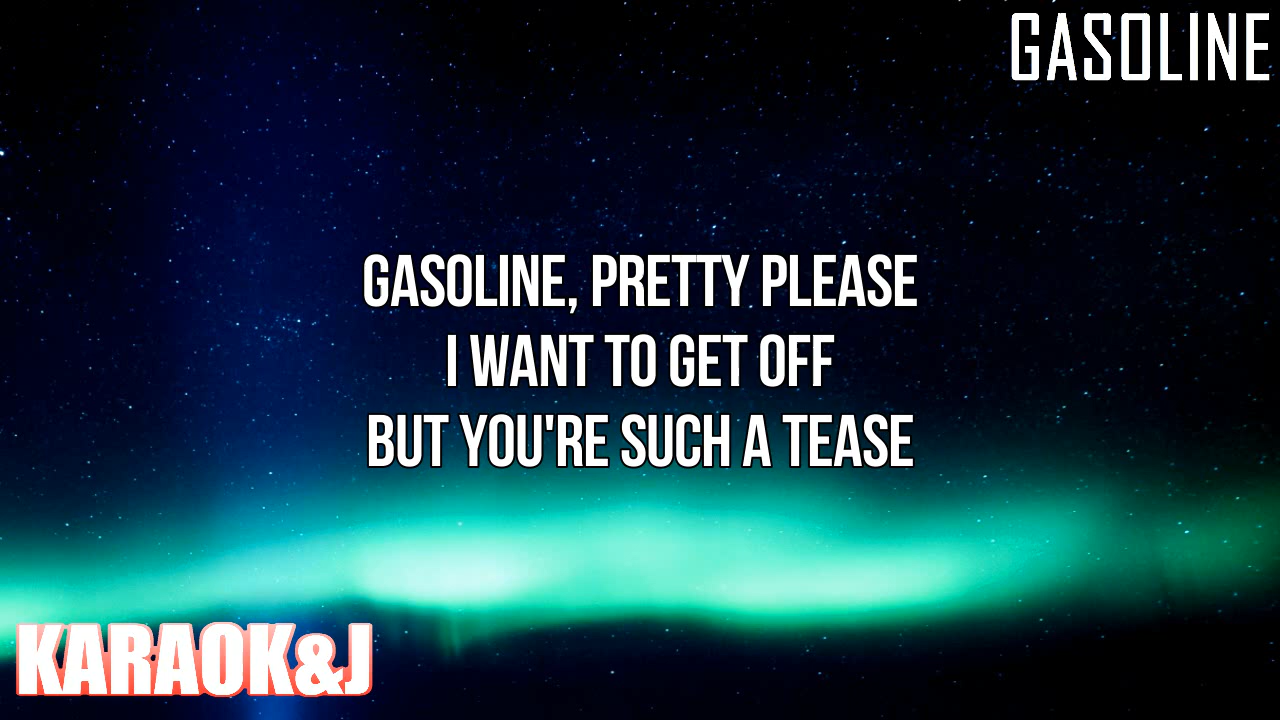 GASOLINE
GASOLINE, PRETTY PLEASE
I WANT TO GET OFF
BUT YOU'RE SUCH A TEASE
KARAOK&J